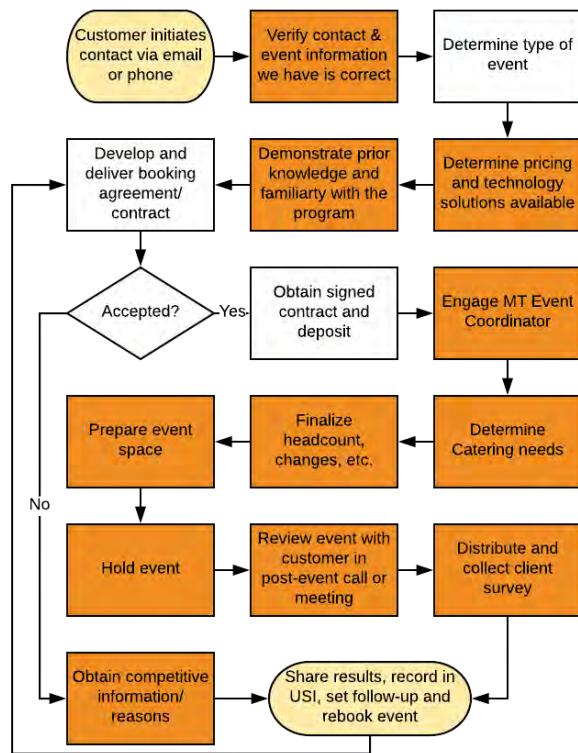 Customer initiates
contact via email
or phone
Verify contact &
event information
we have is correct
Determine type of
event
Develop and
deliver booking
agreement/
contract
Demonstrate prior
knowledge and
familiarty with the
program
Determine pricing
and technology
solutions available
Accepted?
Yes
Obtain signed
contract and
deposit
Engage MT Event
Coordinator
Prepare event
space
Finalize
headcount,
changes, etc.
Determine
Catering needs
No
Hold event
Review event with
customer in
post-event call or
meeting
Distribute and
collect client
survey
Obtain competitive
information/
reasons
Share results, record in
USI, set follow-up and
rebook event